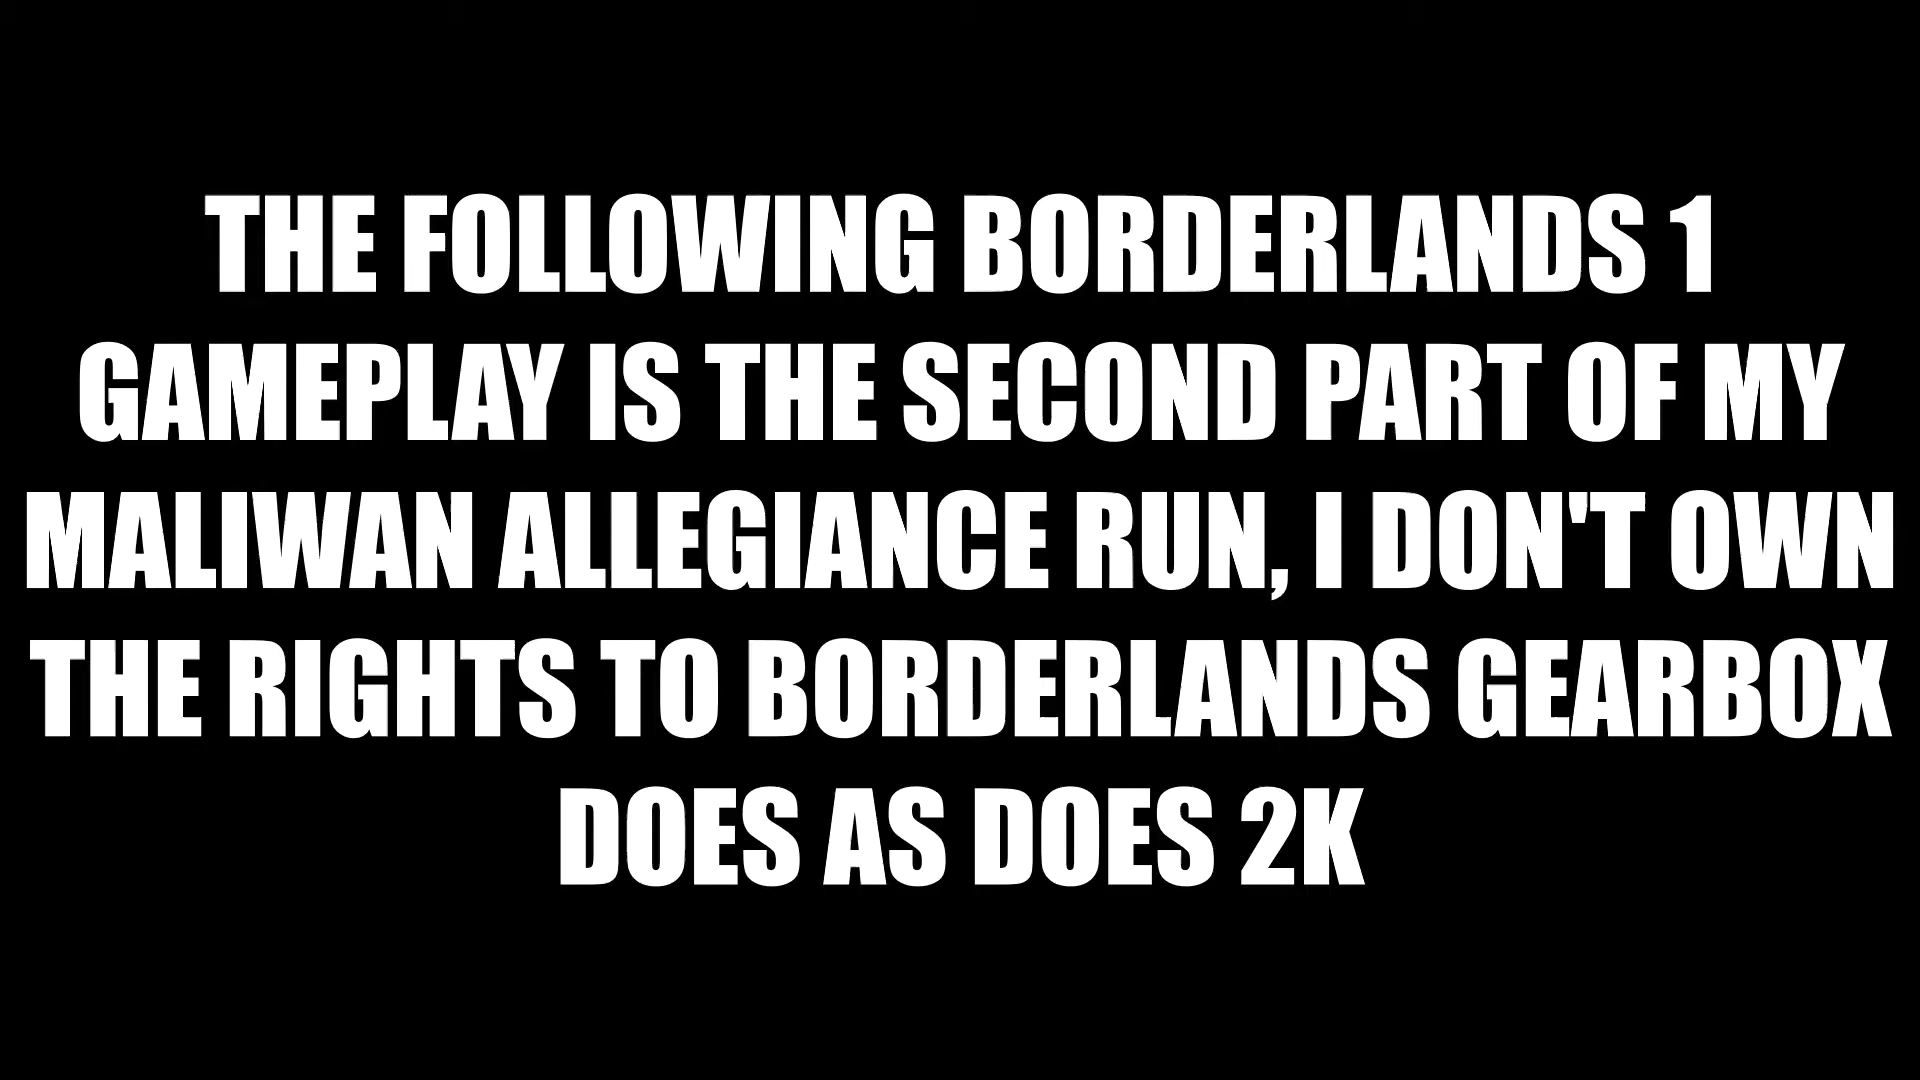 THE FOLLOWING BORDERLANDS 1
GAMEPLAY IS THE SECOND PART OF MY
MALIWAN ALLEGIANCE RUN, I DON'T OWN
THE RIGHTS TO BORDERLANDS GEARBOX
DOES AS DOES 2K